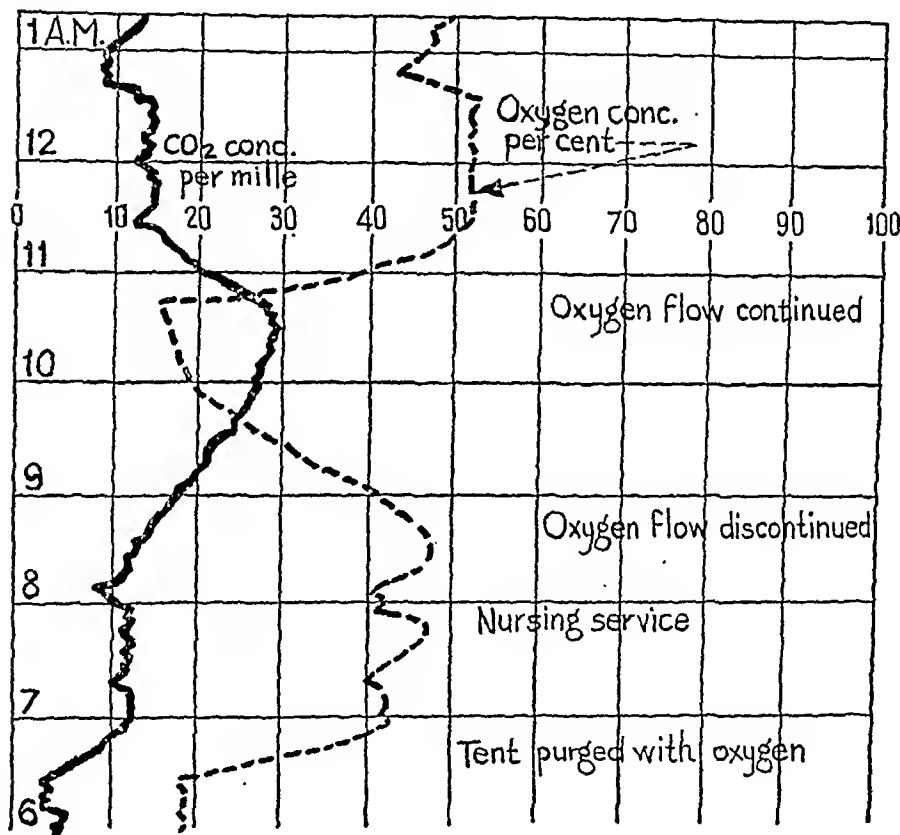 1 A.M.
Oxygen conc.
per cent
12
CO₂ conc.
per mille
0 10 20 30 40 50 60 70 80 90 100
11
Oxygen flow continued
10
9
Oxygen flow discontinued
8
Nursing service
7
Tent purged with oxygen
6